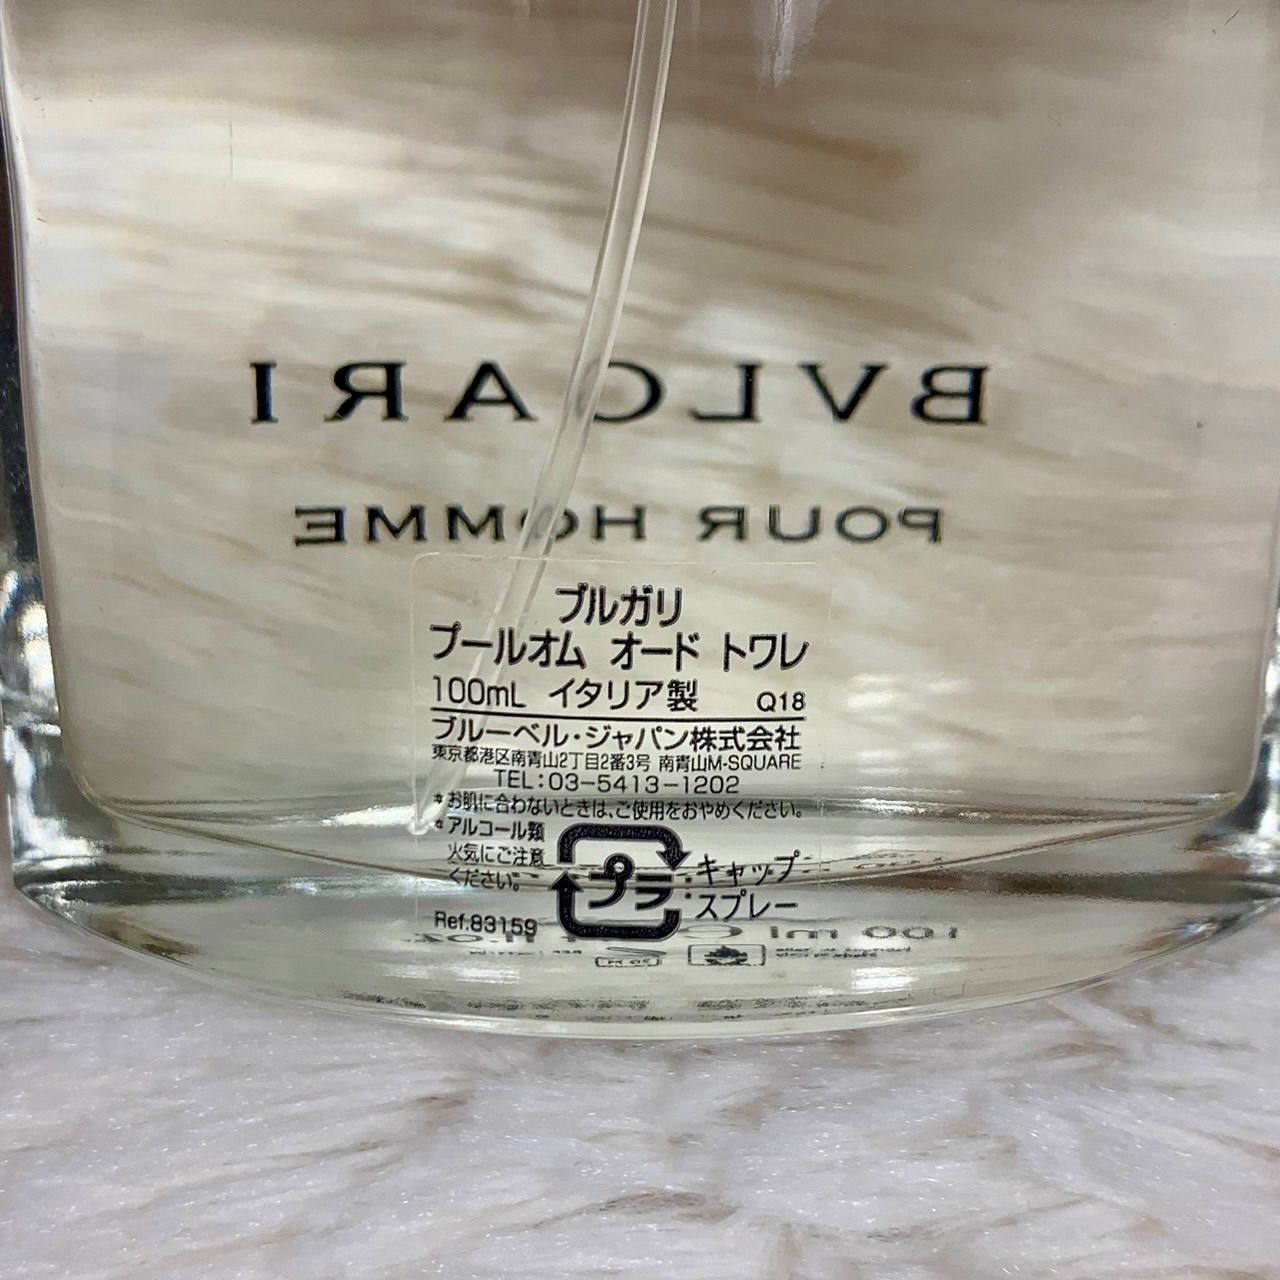 BVLGARI
POUR HOMME
ブルガリ
プールオム オード トワレ
100mL イタリア製 Q18
ブルーベル・ジャパン株式会社
東京都港区南青山2丁目2番3号 南青山M-SQUARE
TEL:03-5413-1202
*お肌に合わないときは、ご使用をおやめください。
*アルコール類
火気にご注意
ください。
プラ
:キャップ
:スプレー
Ref.83159
100 ml